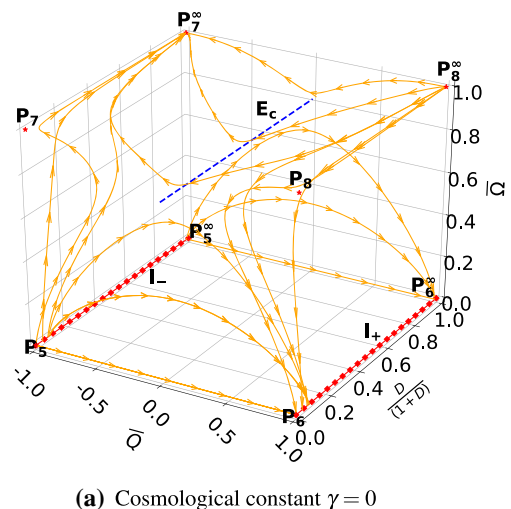 P₇^∞
P₈^∞
1.0
P₇
E_c
0.8
P₈
0.6
Ω̅
0.4
P₅^∞
0.2
I₋
P₆^∞
0.0
1.0
I₊
0.8
P₅
0.6
-1.0
0.4
D/(1+D)
-0.5
0.2
0.0
P₆
Q̅
0.5
0.0
1.0
(a) Cosmological constant γ = 0